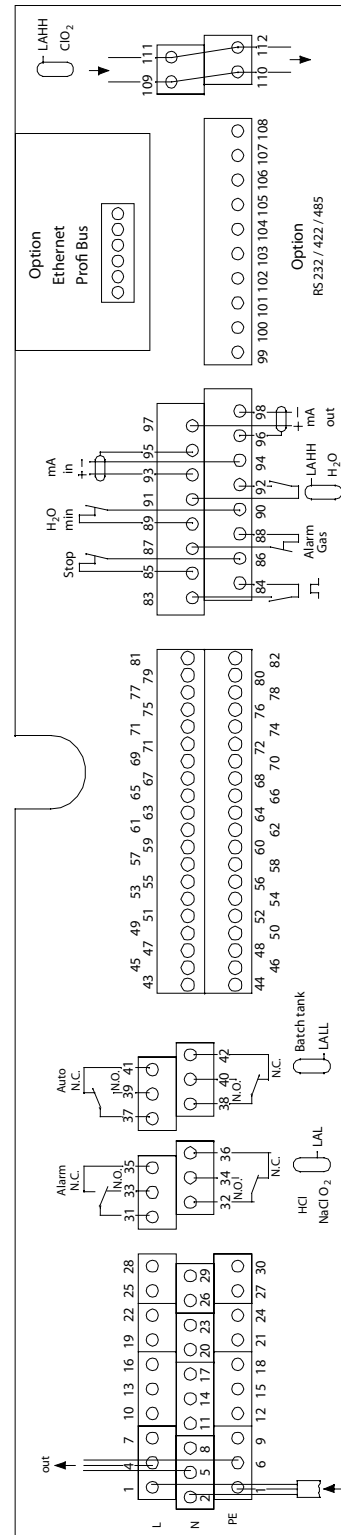 out
1 4 7 10 13 16 19 22 25 28
L
2 5 8 11 14 17 20 23 26 29
N
1 6 9 12 15 18 21 24 27 30
PE
Alarm
N.C.
N.O.
31 33 35
32 34 36
N.O.
N.C.
HCl
NaClO₂
LAL
Auto
N.C.
N.O.
37 39 41
38 40 42
N.O.
N.C.
Batch tank
LALL
43 45 47 49 51 53 55 57 59 61 63 65 67 69 71 71 75 77 79 81
44 46 48 50 52 54 56 58 60 62 64 66 68 70 72 74 76 78 80 82
Stop
H₂O
min
mA
in
+ -
83 85 87 89 91 93 95 97
84 86 88 90 92 94 96 98
Alarm
Gas
LAHH
H₂O
+ -
mA
out
Option
Ethernet
Profi Bus
99 100 101 102 103 104 105 106 107 108
Option
RS 232 / 422 / 485
LAHH
ClO₂
109 111
110 112